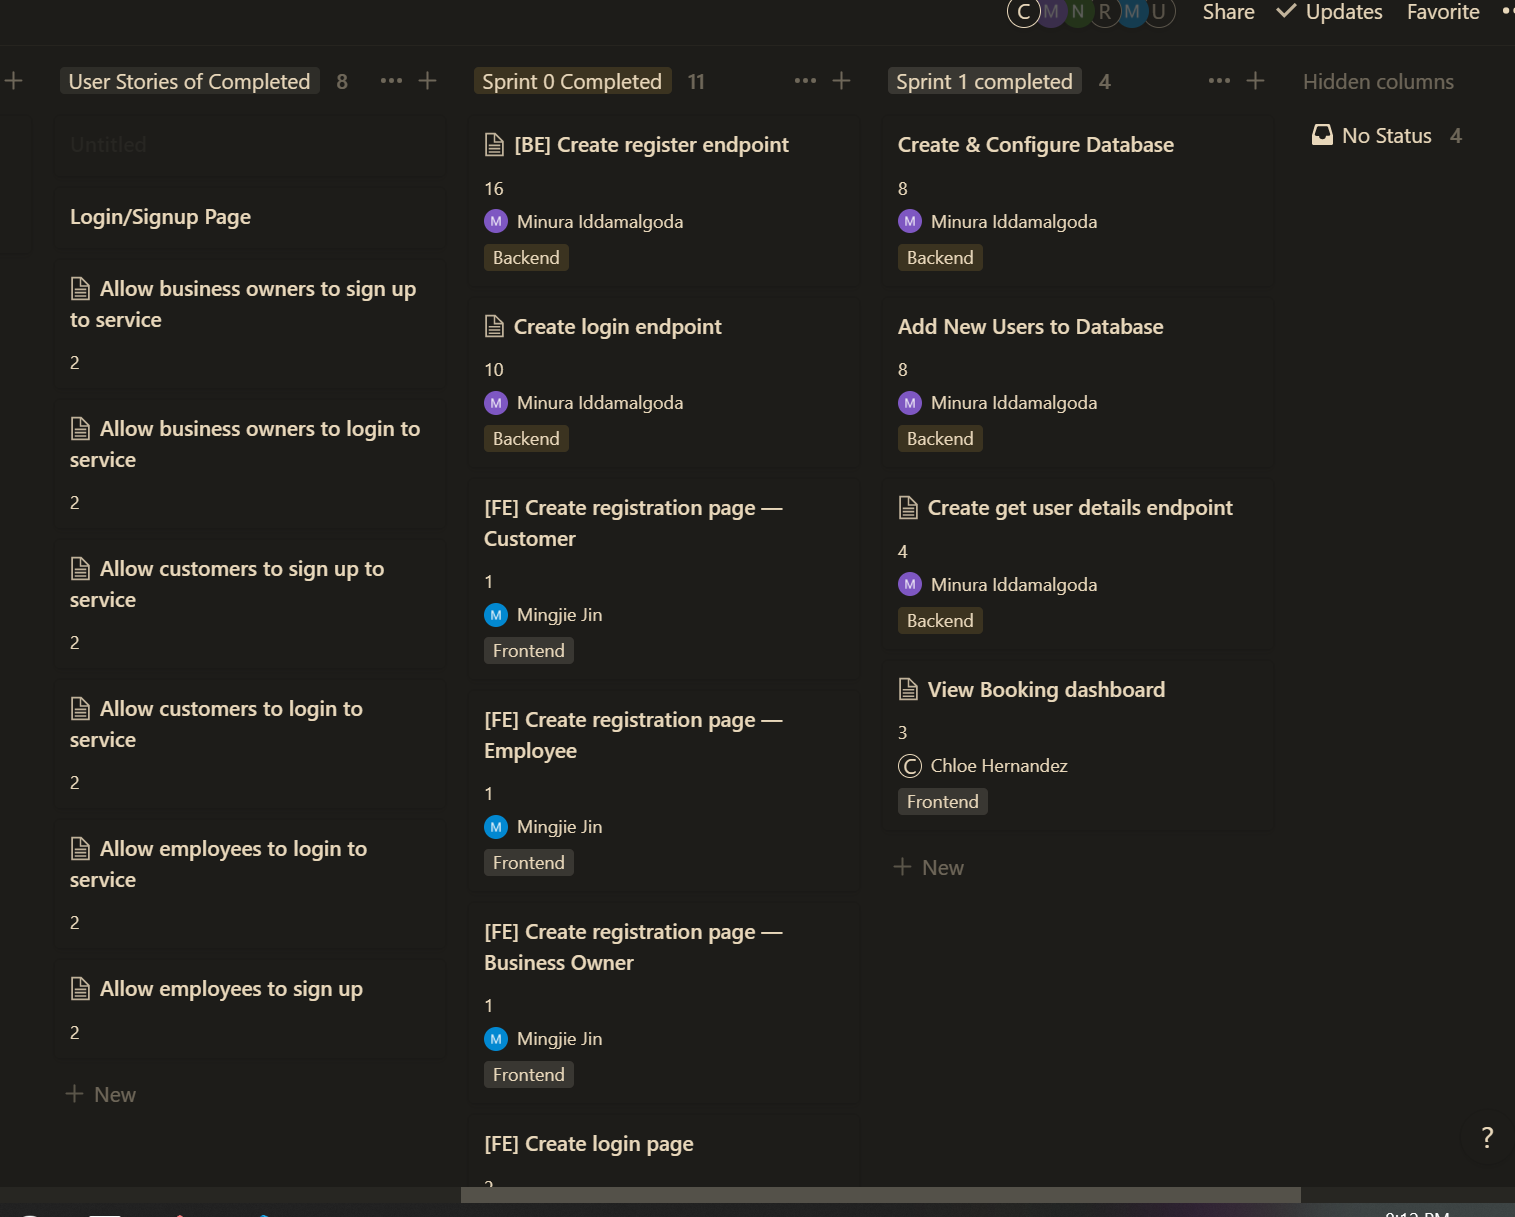 C M N R M U Share Updates Favorite
User Stories of Completed 8
Untitled
Login/Signup Page
Allow business owners to sign up
to service
2
Allow business owners to login to
service
2
Allow customers to sign up to
service
2
Allow customers to login to
service
2
Allow employees to login to
service
2
Allow employees to sign up
2
New
Sprint 0 Completed 11
[BE] Create register endpoint
16
M Minura Iddamalgoda
Backend
Create login endpoint
10
M Minura Iddamalgoda
Backend
[FE] Create registration page —
Customer
1
M Mingjie Jin
Frontend
[FE] Create registration page —
Employee
1
M Mingjie Jin
Frontend
[FE] Create registration page —
Business Owner
1
M Mingjie Jin
Frontend
[FE] Create login page
Sprint 1 completed 4
Create & Configure Database
8
M Minura Iddamalgoda
Backend
Add New Users to Database
8
M Minura Iddamalgoda
Backend
Create get user details endpoint
4
M Minura Iddamalgoda
Backend
View Booking dashboard
3
C Chloe Hernandez
Frontend
New
Hidden columns
No Status 4
?